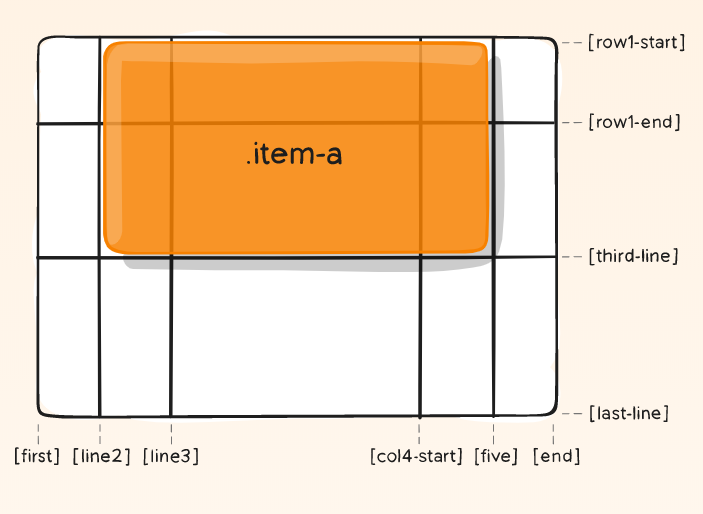 [row1-start]
[row1-end]
.item-a
[third-line]
[last-line]
[first] [line2] [line3] [col4-start] [five] [end]